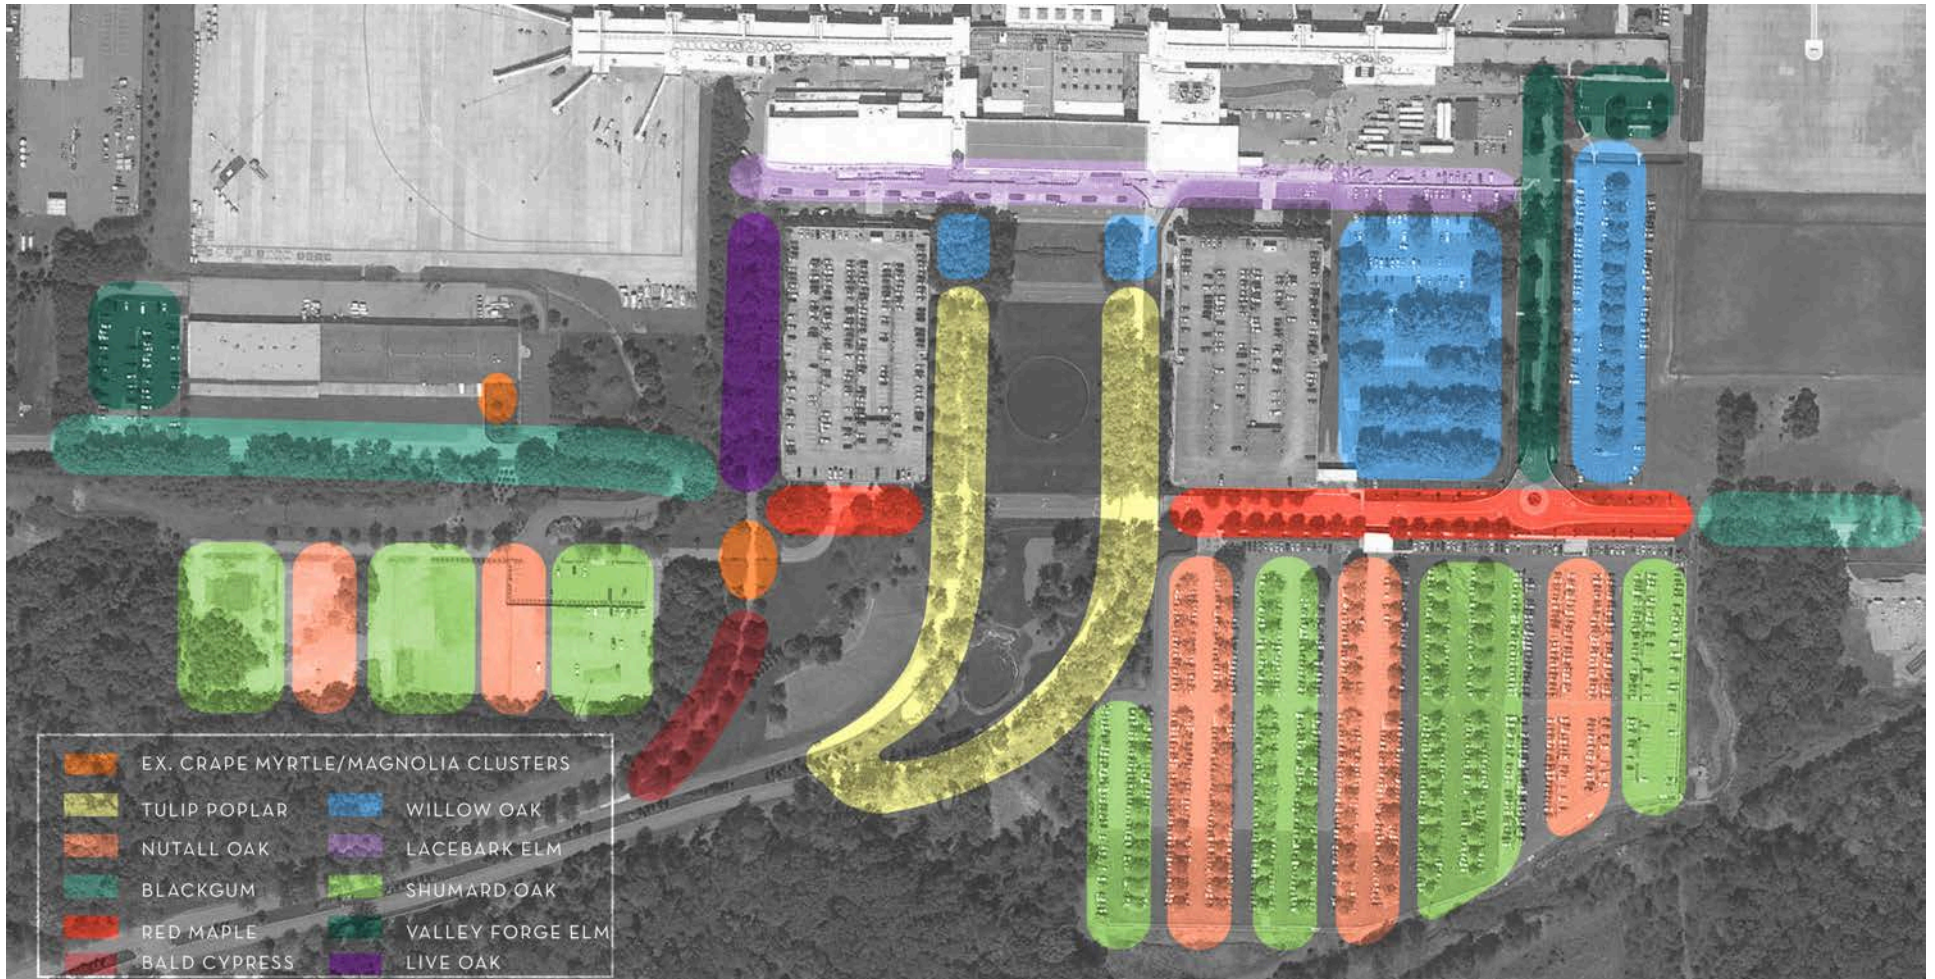 EX. CRAPE MYRTLE/MAGNOLIA CLUSTERS
TULIP POPLAR
WILLOW OAK
NUTALL OAK
LACEBARK ELM
BLACKGUM
SHUMARD OAK
RED MAPLE
VALLEY FORGE ELM
BALD CYPRESS
LIVE OAK